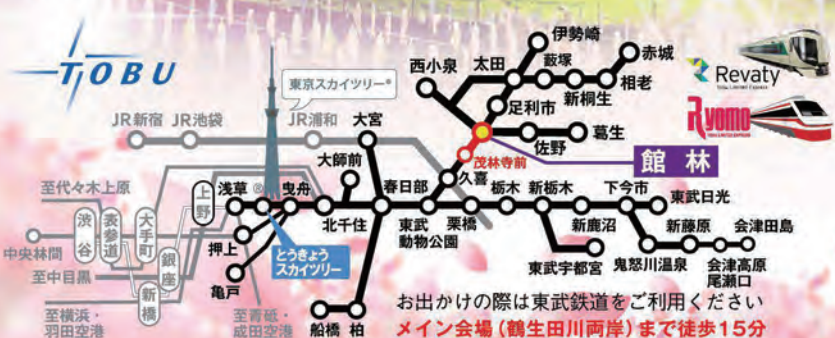 TOBU
東京スカイツリー®
JR新宿
JR池袋
JR浦和
大宮
大師前
西小泉
太田
伊勢崎
藪塚
新桐生
赤城
相老
足利市
佐野
葛生
館林
茂林寺前
久喜
Revaty
TOBU LIMITED EXPRESS
Ryomo
TOBU LIMITED EXPRESS
至代々木上原
渋谷
表参道
大手町
銀座
新橋
上野
浅草
曳舟
押上
亀戸
とうきょう
スカイツリー
北千住
春日部
東武
動物公園
栗橋
栃木
新栃木
新鹿沼
下今市
東武日光
東武宇都宮
鬼怒川温泉
新藤原
会津高原
尾瀬口
会津田島
中央林間
至中目黒
至横浜・
羽田空港
至青砥・
成田空港
船橋
柏
お出かけの際は東武鉄道をご利用ください
メイン会場(鶴生田川両岸)まで徒歩15分